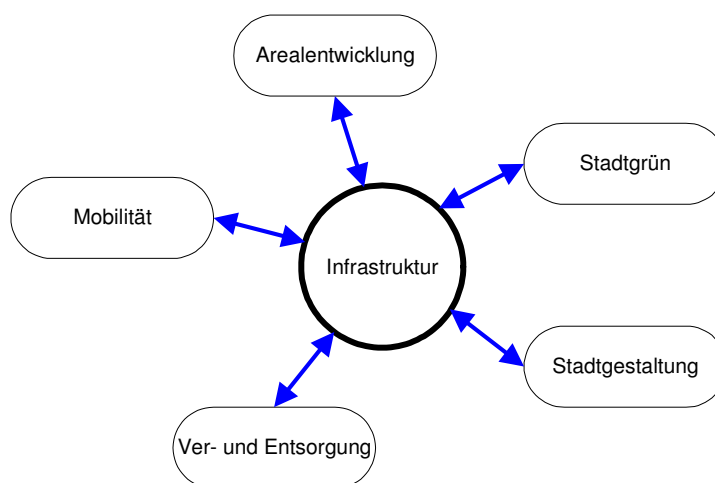 Arealentwicklung
Stadtgrün
Mobilität
Infrastruktur
Stadtgestaltung
Ver- und Entsorgung